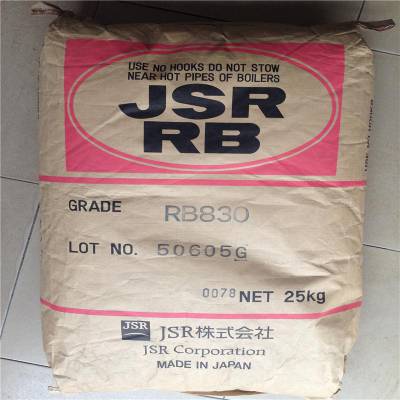 USE NO HOOKS DO NOT STOW
NEAR HOT PIPES OF BOILERS
JSR
RB
GRADE RB830
LOT NO. 50605G
0078 NET 25kg
JSR JSR株式会社
JSR Corporation
MADE IN JAPAN